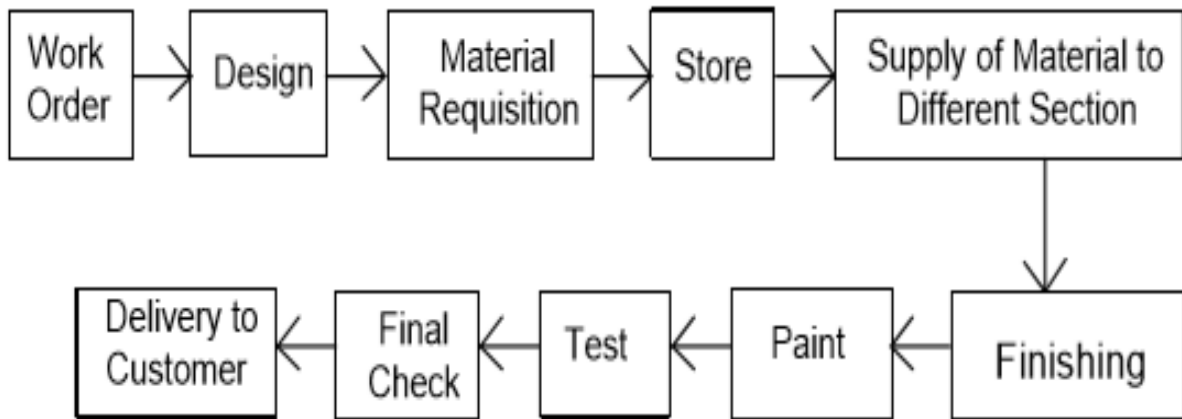 Work
Order
Design
Material
Requisition
Store
Supply of Material to
Different Section
Finishing
Paint
Test
Final
Check
Delivery to
Customer